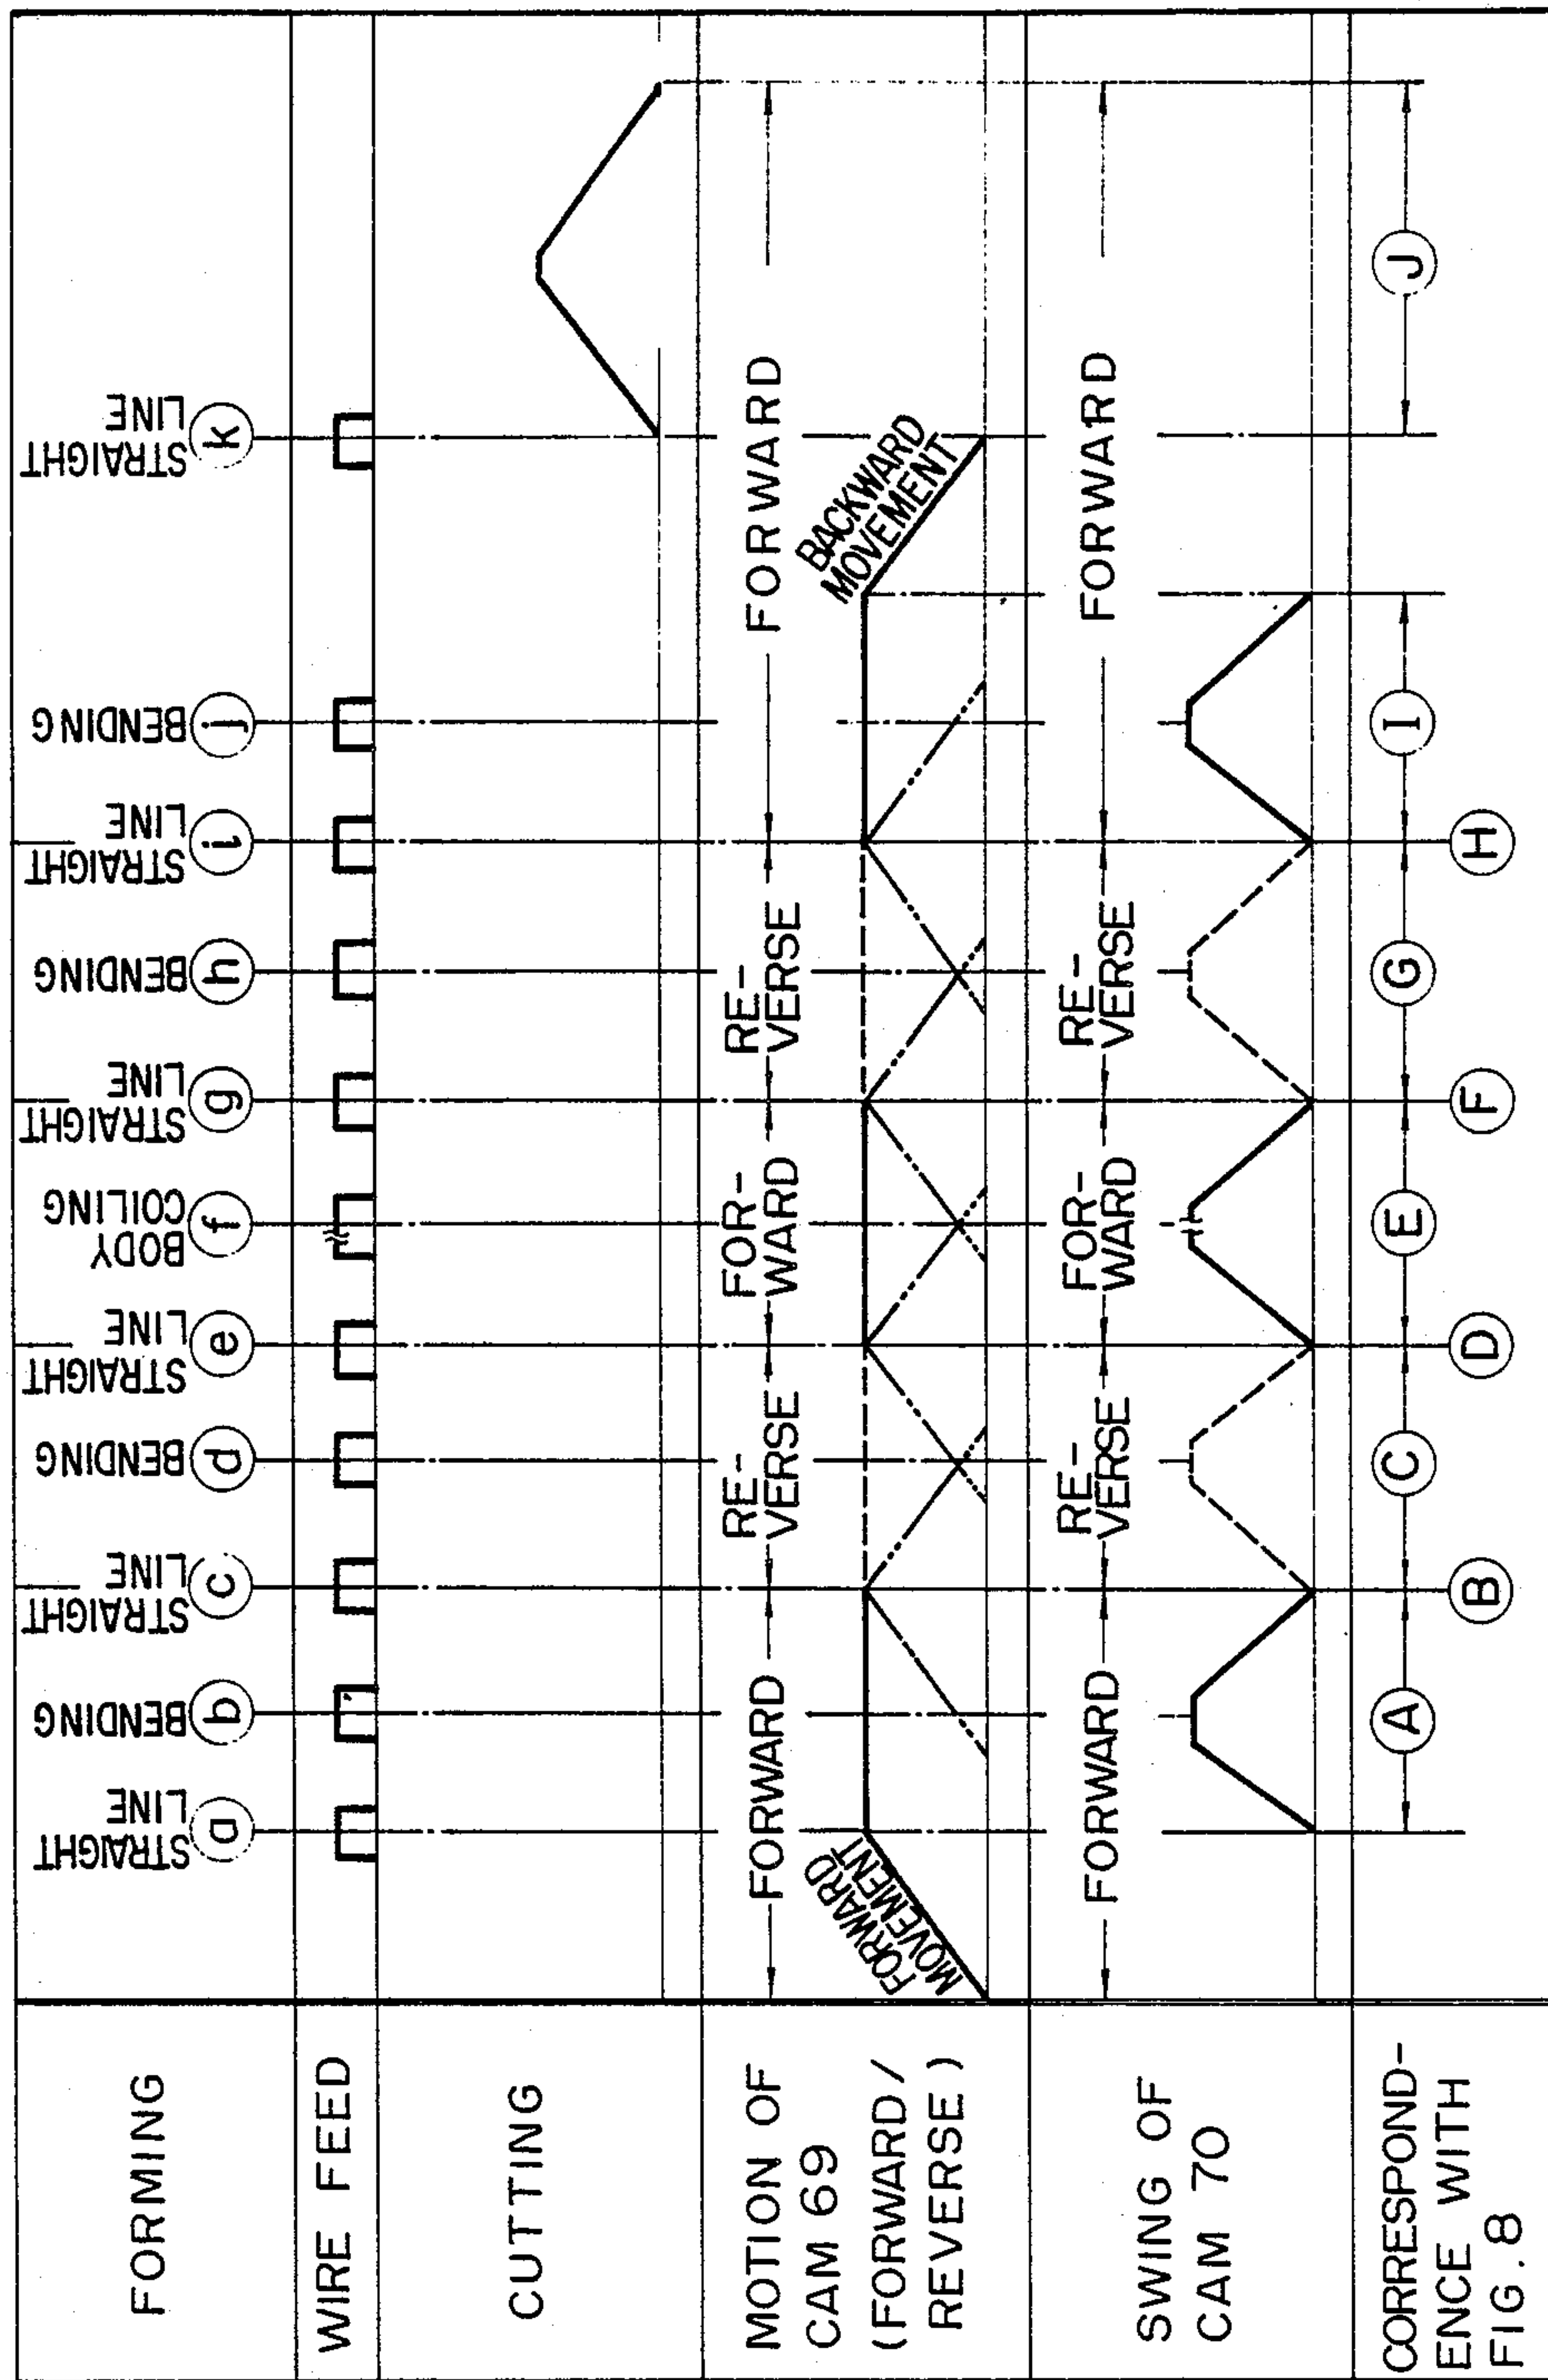 FORMING
STRAIGHT
LINE
a
BENDING
b
STRAIGHT
LINE
c
BENDING
d
STRAIGHT
LINE
e
BODY
COILING
f
STRAIGHT
LINE
g
BENDING
h
STRAIGHT
LINE
i
BENDING
j
STRAIGHT
LINE
k
WIRE FEED
CUTTING
MOTION OF
CAM 69
(FORWARD/
REVERSE)
FORWARD
RE-
VERSE
FOR-
WARD
RE-
VERSE
FORWARD
FORWARD
MOVEMENT
BACKWARD
MOVEMENT
SWING OF
CAM 70
FORWARD
RE-
VERSE
FOR-
WARD
RE-
VERSE
FORWARD
CORRESPOND-
ENCE WITH
FIG.8
A
B
C
D
E
F
G
H
I
J